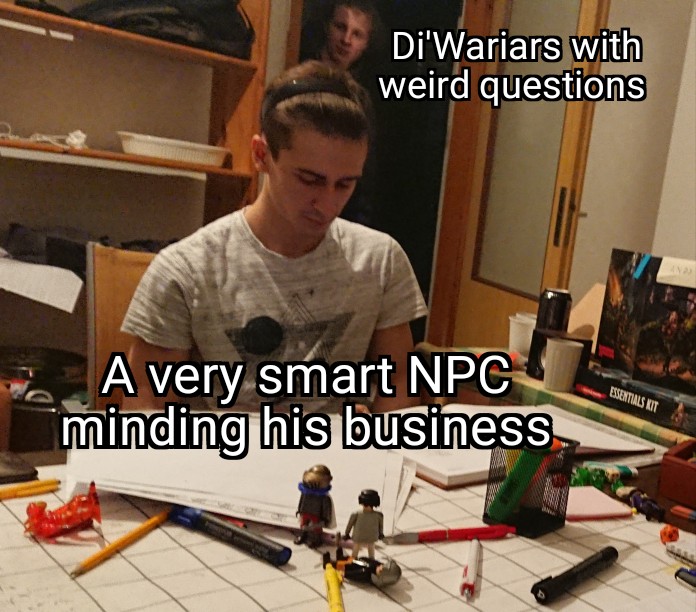 Di'Wariars with
weird questions
A very smart NPC
minding his business
ESSENTIALS KIT